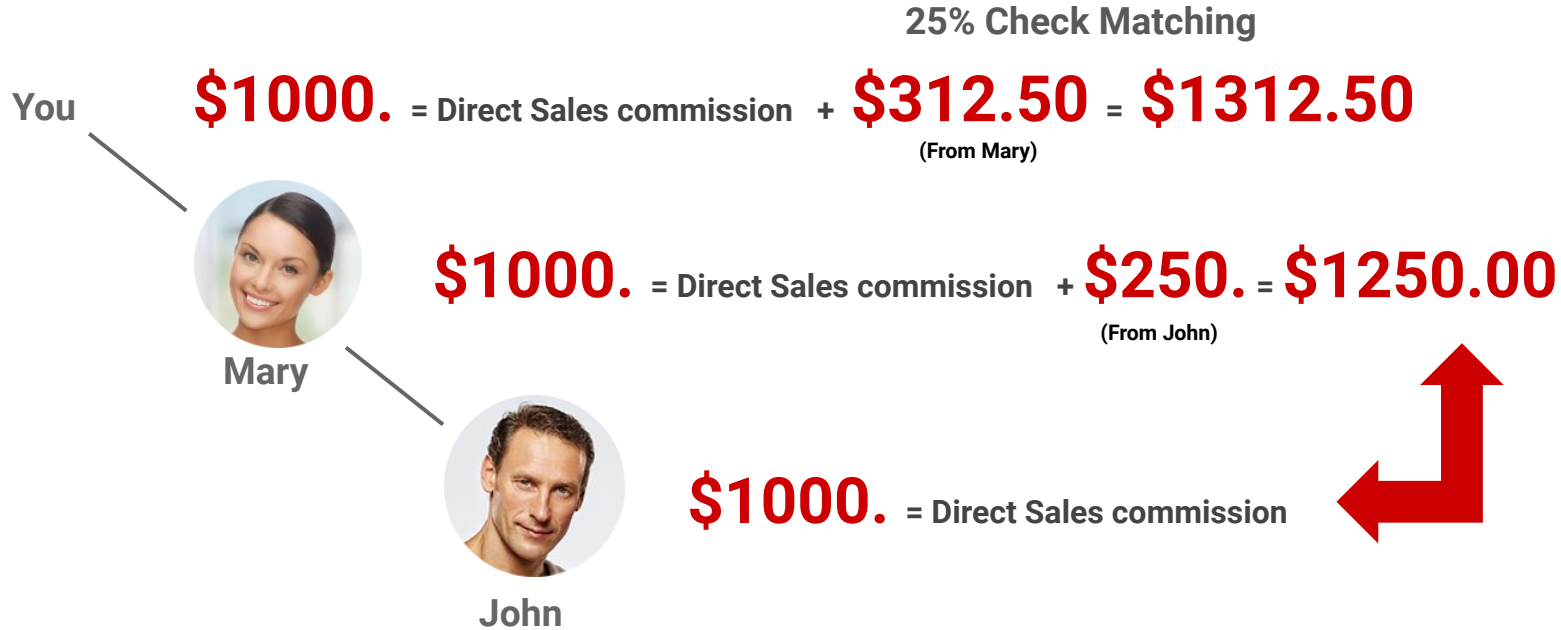 25% Check Matching
You $1000. = Direct Sales commission + $312.50 = $1312.50
(From Mary)
$1000. = Direct Sales commission + $250. = $1250.00
(From John)
Mary
$1000. = Direct Sales commission
John